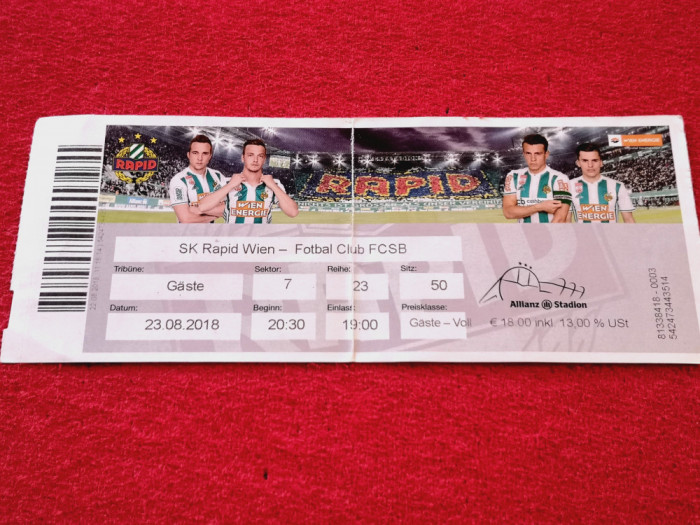 RAPID
WIEN ENERGIE
RAPID
WIEN
ENERGIE
SK Rapid Wien – Fotbal Club FCSB
Tribüne: Sektor: Reihe: Sitz:
Gäste 7 23 50
Datum: Beginn: Einlass: Preisklasse:
23.08.2018 20:30 19:00 Gäste – Voll € 18.00 inkl 13,00 % USt
Allianz Stadion
81338418 - 0003
542473443514